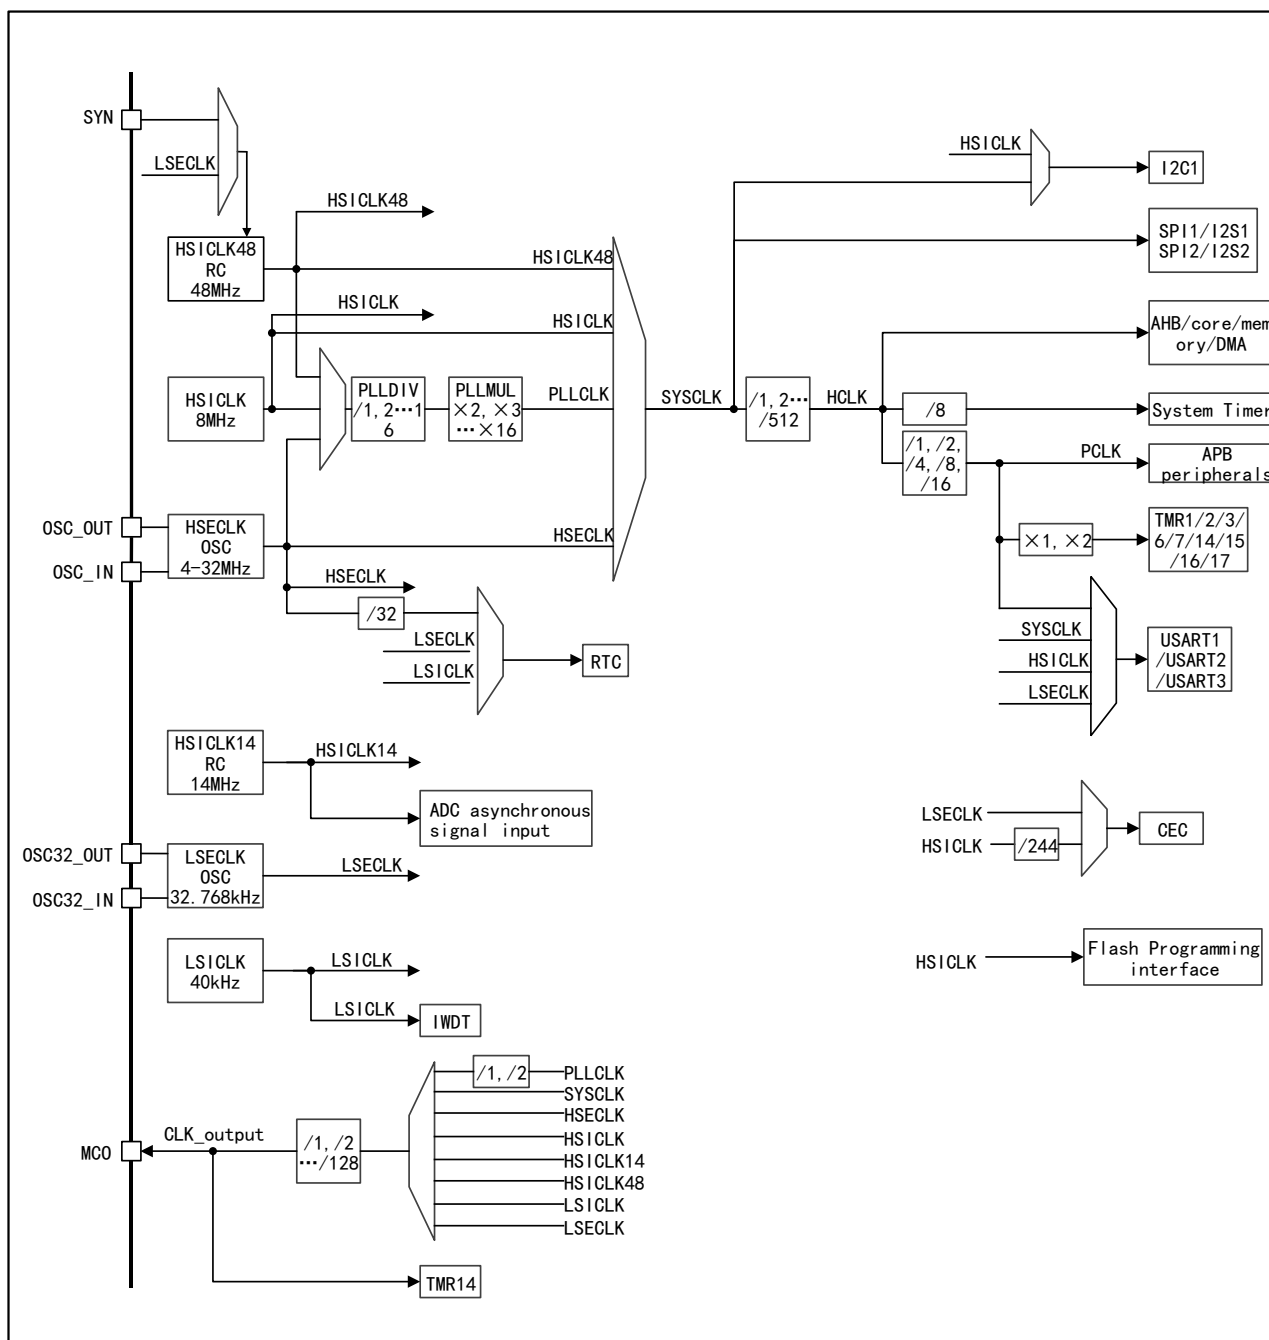 SYN
LSECLK
HSICLK48
HSICLK48
RC
48MHz
HSICLK48
HSICLK
HSICLK
HSICLK
8MHz
PLLDIV
/1, 2…1
6
PLLMUL
×2, ×3
…×16
PLLCLK
SYSCLK
/1, 2…
/512
HCLK
HSICLK
I2C1
SPI1/I2S1
SPI2/I2S2
AHB/core/mem
ory/DMA
/8
System Timer
/1, /2,
/4, /8,
/16
PCLK
APB
peripherals
×1, ×2
TMR1/2/3/
6/7/14/15
/16/17
SYSCLK
HSICLK
LSECLK
USART1
/USART2
/USART3
OSC_OUT
OSC_IN
HSECLK
OSC
4-32MHz
HSECLK
HSECLK
/32
LSECLK
LSICLK
RTC
HSICLK14
RC
14MHz
HSICLK14
ADC asynchronous
signal input
LSECLK
HSICLK
/244
CEC
OSC32_OUT
OSC32_IN
LSECLK
OSC
32.768kHz
LSECLK
LSICLK
40kHz
LSICLK
LSICLK
IWDT
HSICLK
Flash Programming
interface
MCO
CLK_output
/1, /2
…/128
/1, /2
PLLCLK
SYSCLK
HSECLK
HSICLK
HSICLK14
HSICLK48
LSICLK
LSECLK
TMR14